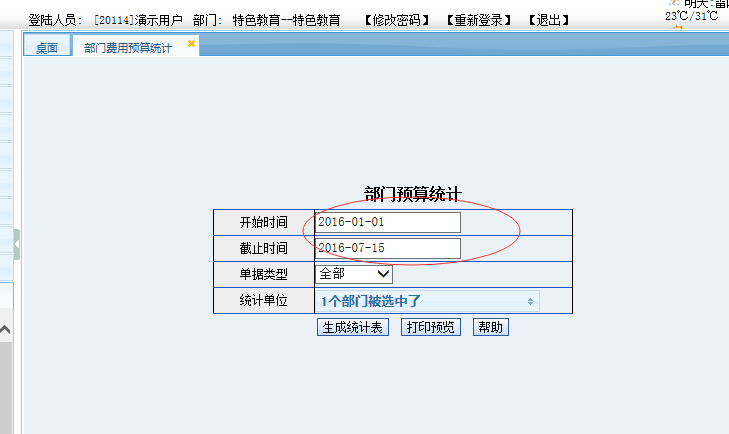 明天:雷
登陆人员: [20114]演示用户 部门: 特色教育--特色教育 【修改密码】 【重新登录】 【退出】 23℃/31℃
桌面 部门费用预算统计
部门预算统计
开始时间 2016-01-01
截止时间 2016-07-15
单据类型 全部
统计单位 1个部门被选中了
生成统计表 打印预览 帮助